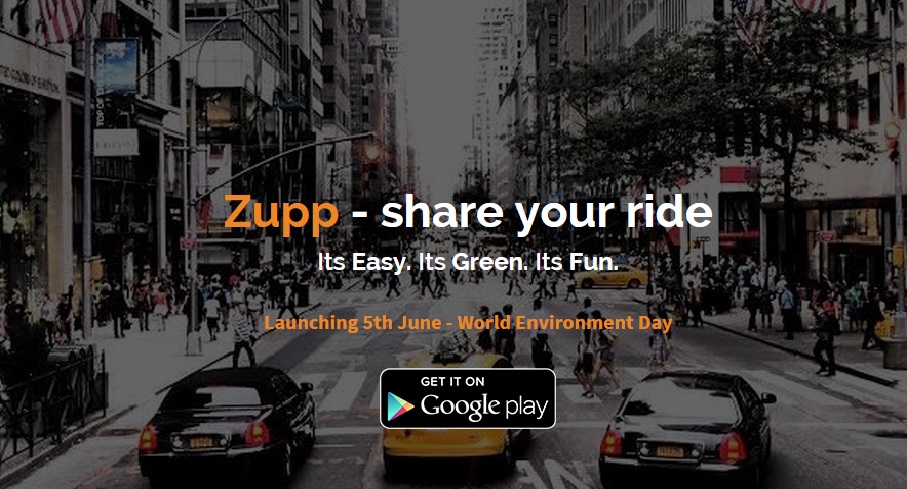 Zupp - share your ride
Its Easy. Its Green. Its Fun.
Launching 5th June - World Environment Day
GET IT ON
Google play